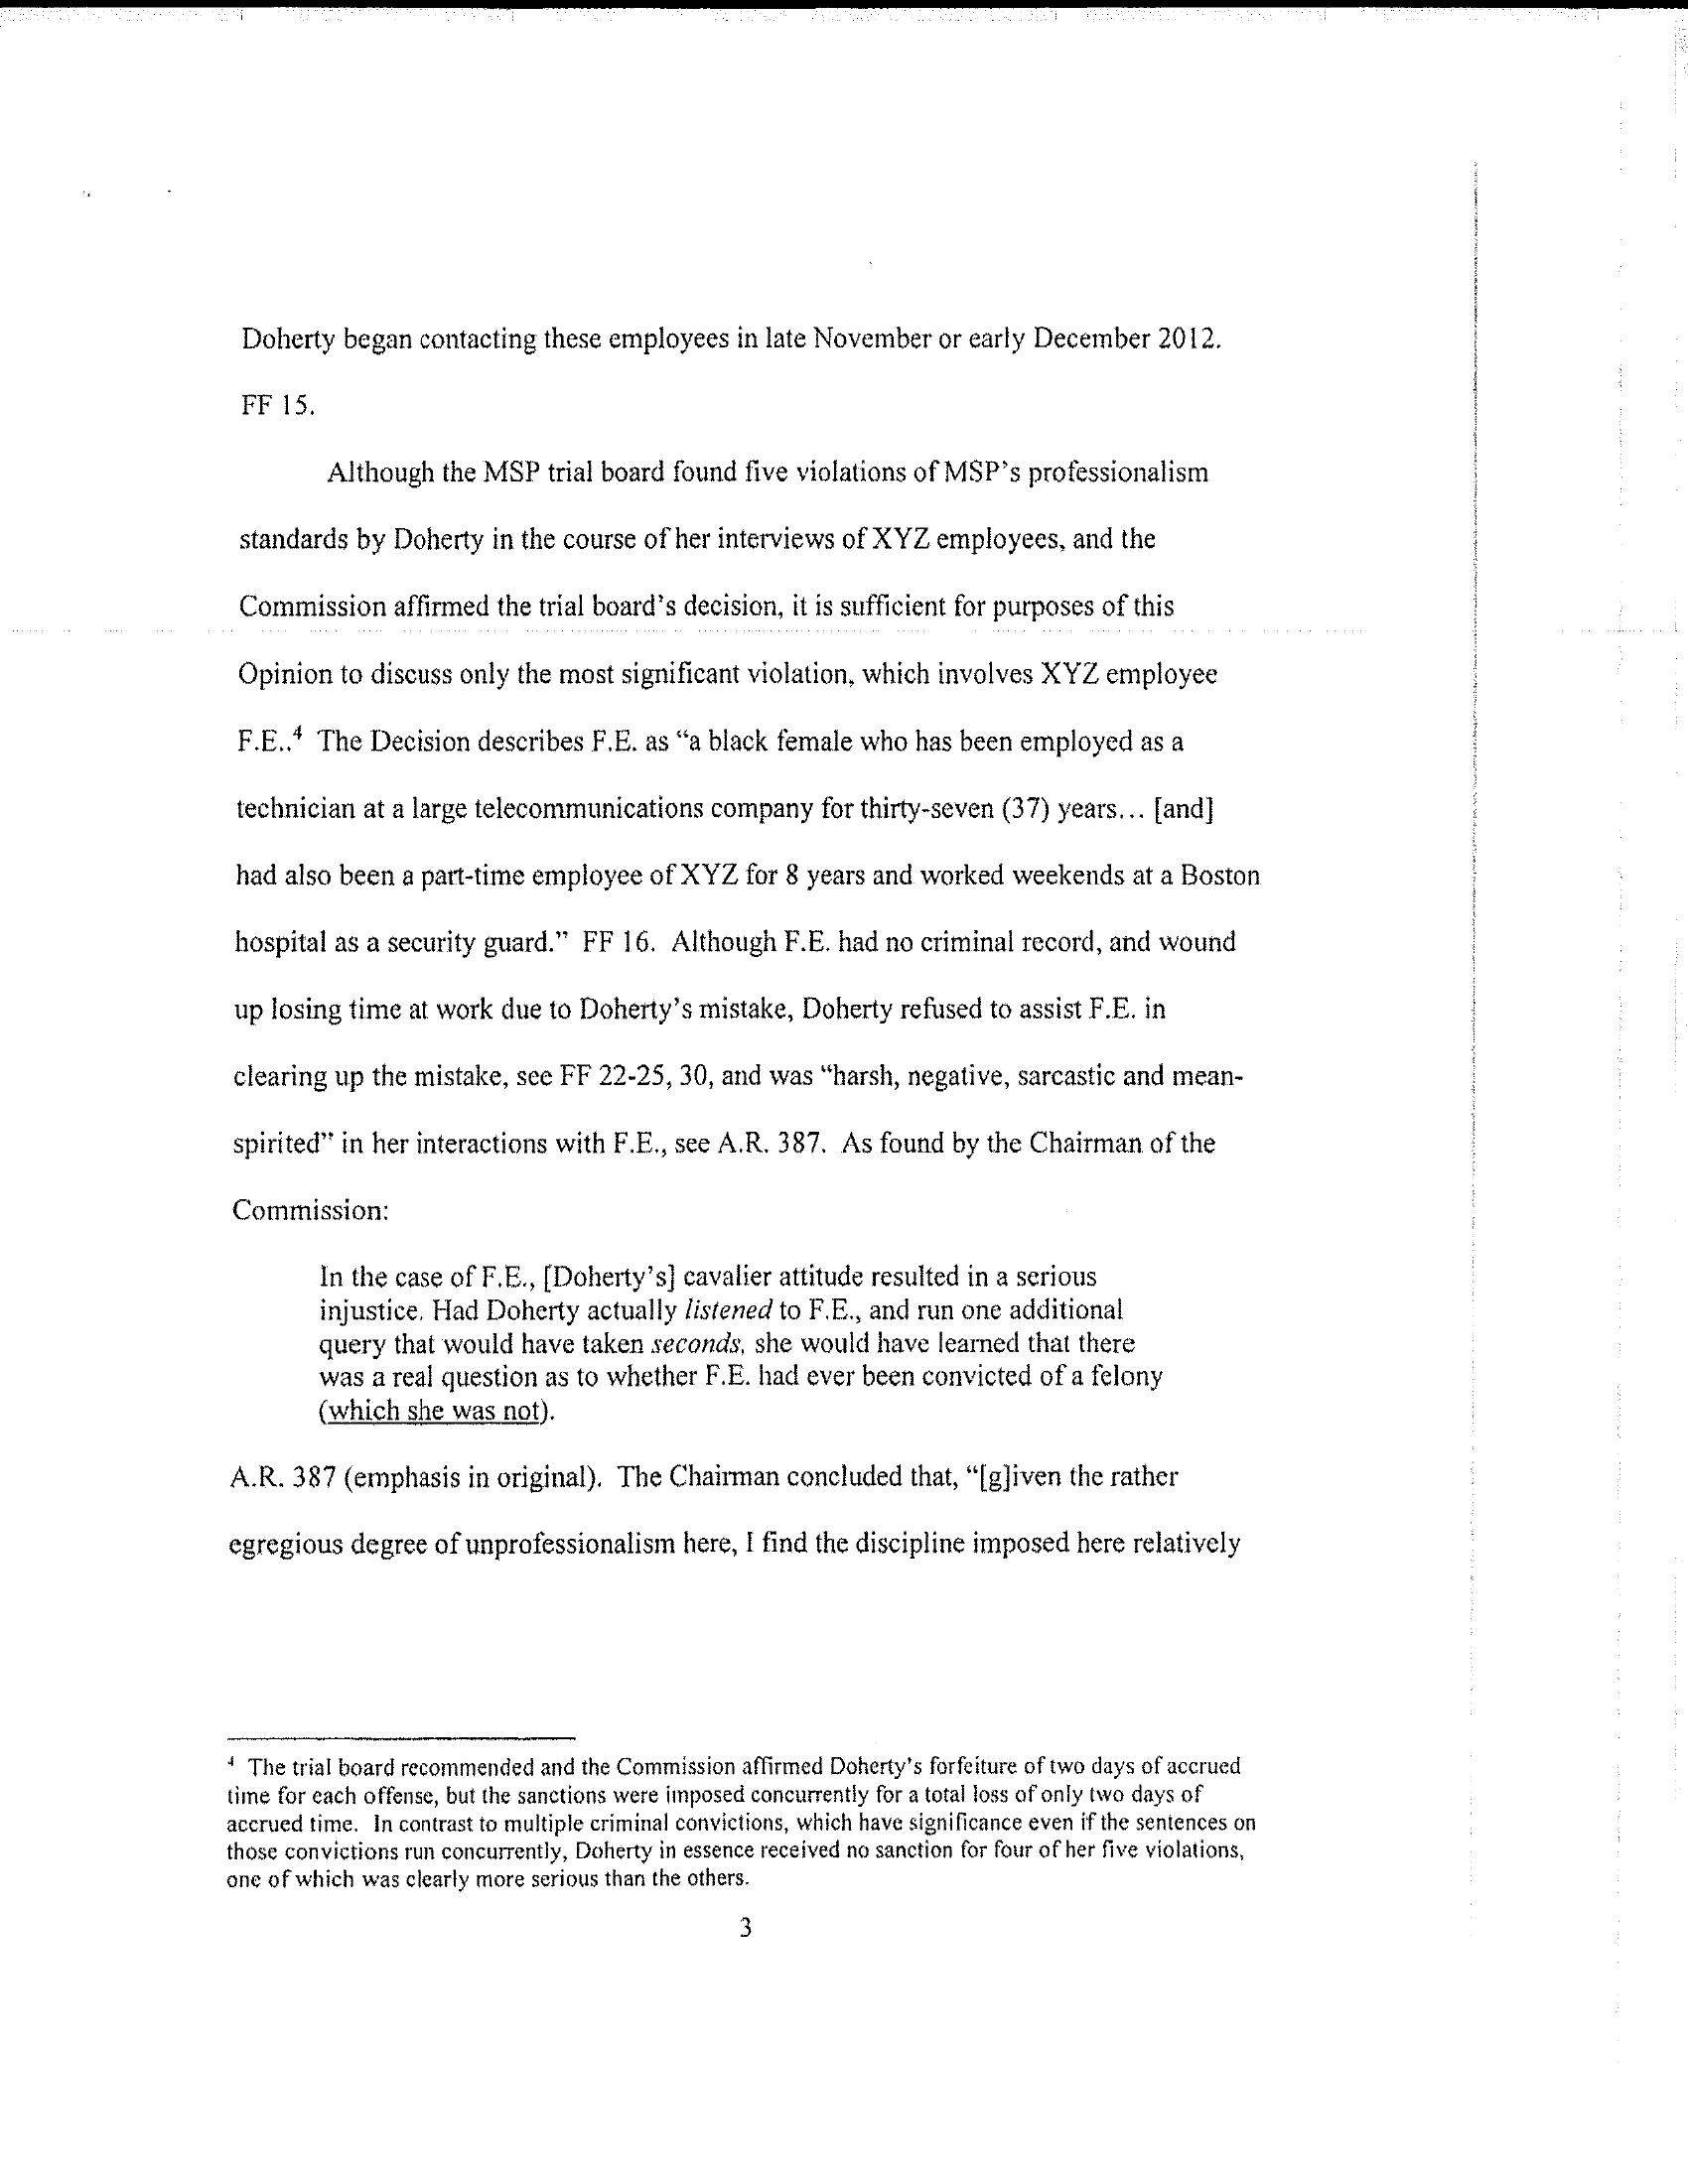 Doherty began contacting these employees in late November or early December 2012.
FF 15.
Although the MSP trial board found five violations of MSP's professionalism
standards by Doherty in the course of her interviews of XYZ employees, and the
Commission affirmed the trial board's decision, it is sufficient for purposes of this
Opinion to discuss only the most significant violation, which involves XYZ employee
F.E..⁴ The Decision describes F.E. as “a black female who has been employed as a
technician at a large telecommunications company for thirty-seven (37) years... [and]
had also been a part-time employee of XYZ for 8 years and worked weekends at a Boston
hospital as a security guard.” FF 16. Although F.E. had no criminal record, and wound
up losing time at work due to Doherty's mistake, Doherty refused to assist F.E. in
clearing up the mistake, see FF 22-25, 30, and was “harsh, negative, sarcastic and mean-
spirited” in her interactions with F.E., see A.R. 387. As found by the Chairman of the
Commission:
In the case of F.E., [Doherty's] cavalier attitude resulted in a serious
injustice. Had Doherty actually listened to F.E., and run one additional
query that would have taken seconds, she would have learned that there
was a real question as to whether F.E. had ever been convicted of a felony
(which she was not).
A.R. 387 (emphasis in original). The Chairman concluded that, “[g]iven the rather
egregious degree of unprofessionalism here, I find the discipline imposed here relatively
⁴ The trial board recommended and the Commission affirmed Doherty's forfeiture of two days of accrued
time for each offense, but the sanctions were imposed concurrently for a total loss of only two days of
accrued time. In contrast to multiple criminal convictions, which have significance even if the sentences on
those convictions run concurrently, Doherty in essence received no sanction for four of her five violations,
one of which was clearly more serious than the others.
3